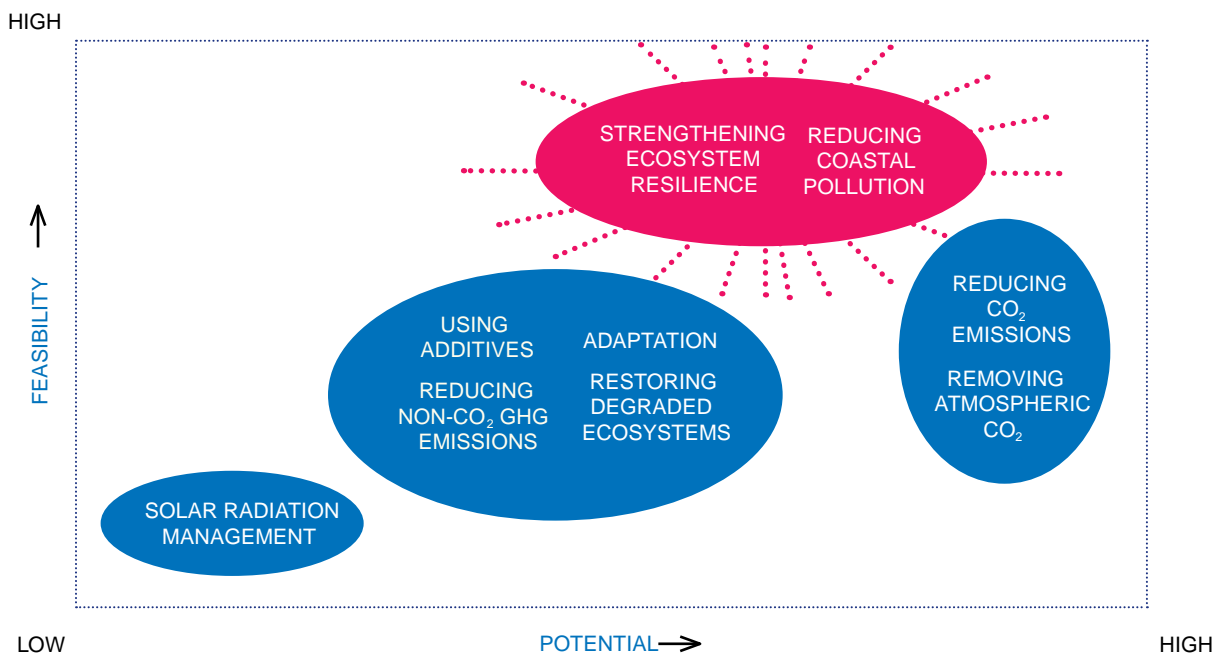 HIGH
STRENGTHENING
ECOSYSTEM
RESILIENCE
REDUCING
COASTAL
POLLUTION
FEASIBILITY
REDUCING
CO₂
EMISSIONS
REMOVING
ATMOSPHERIC
CO₂
USING
ADDITIVES
ADAPTATION
REDUCING
NON-CO₂ GHG
EMISSIONS
RESTORING
DEGRADED
ECOSYSTEMS
SOLAR RADIATION
MANAGEMENT
LOW
POTENTIAL
HIGH